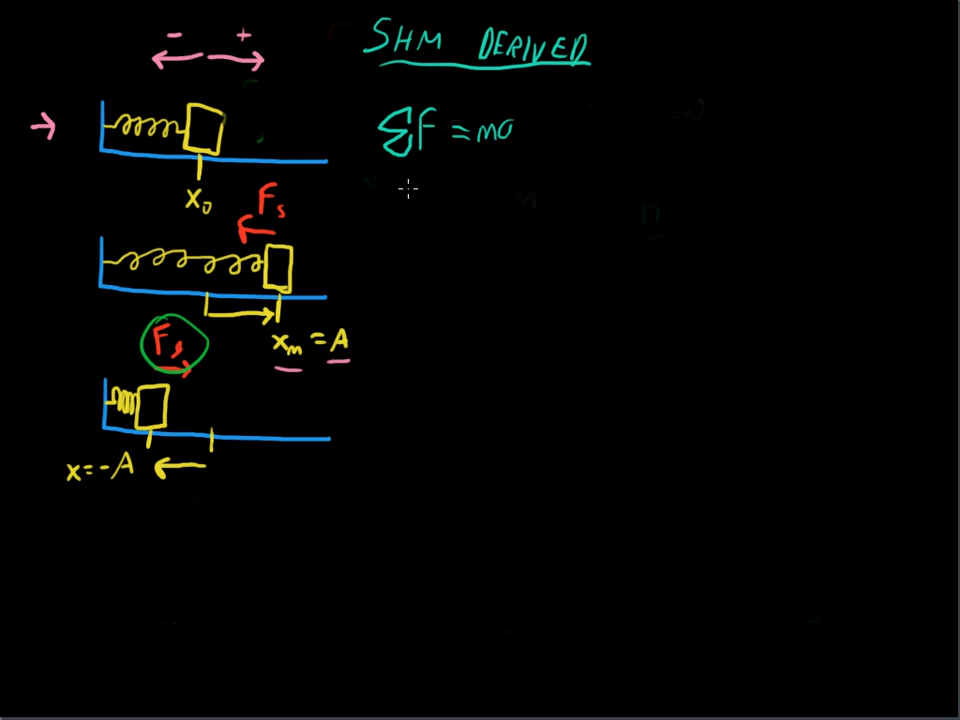 - +
SHM DERIVED
ΣF = ma
x₀
Fₛ
xₘ = A
Fₛ
x = -A